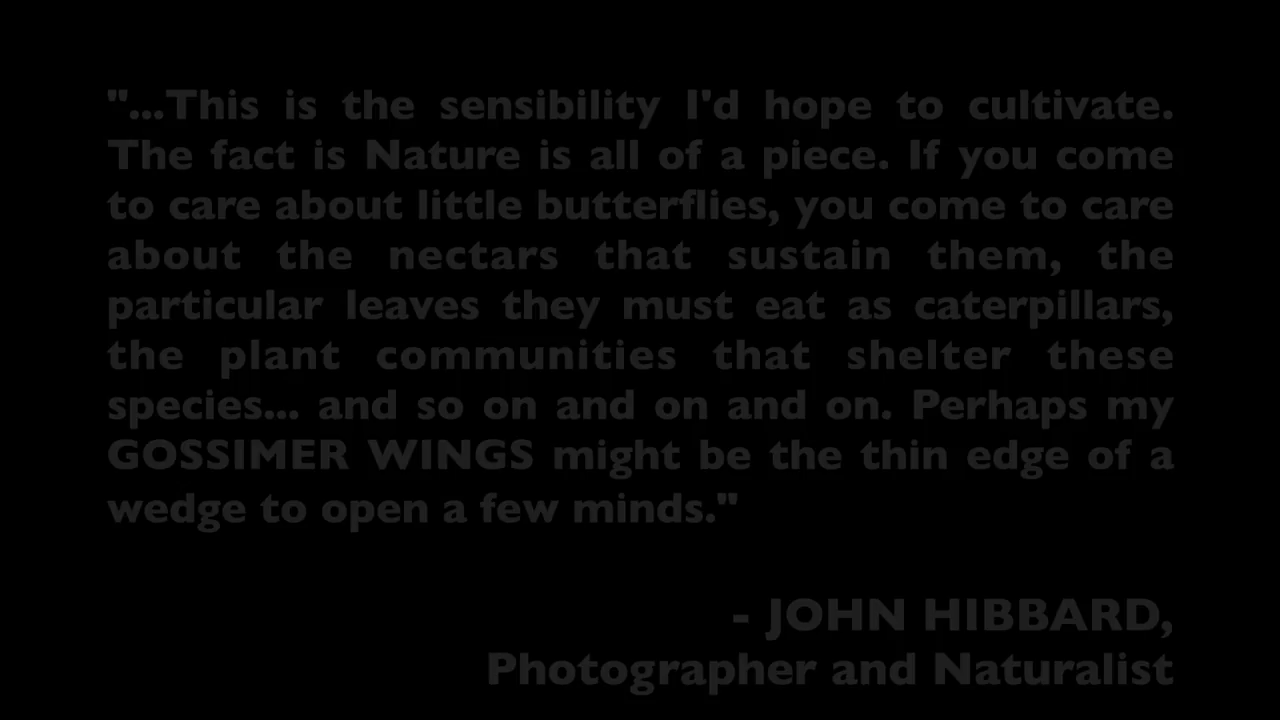 "...This is the sensibility I'd hope to cultivate.
The fact is Nature is all of a piece. If you come
to care about little butterflies, you come to care
about the nectars that sustain them, the
particular leaves they must eat as caterpillars,
the plant communities that shelter these
species... and so on and on and on. Perhaps my
GOSSIMER WINGS might be the thin edge of a
wedge to open a few minds."
- JOHN HIBBARD,
Photographer and Naturalist